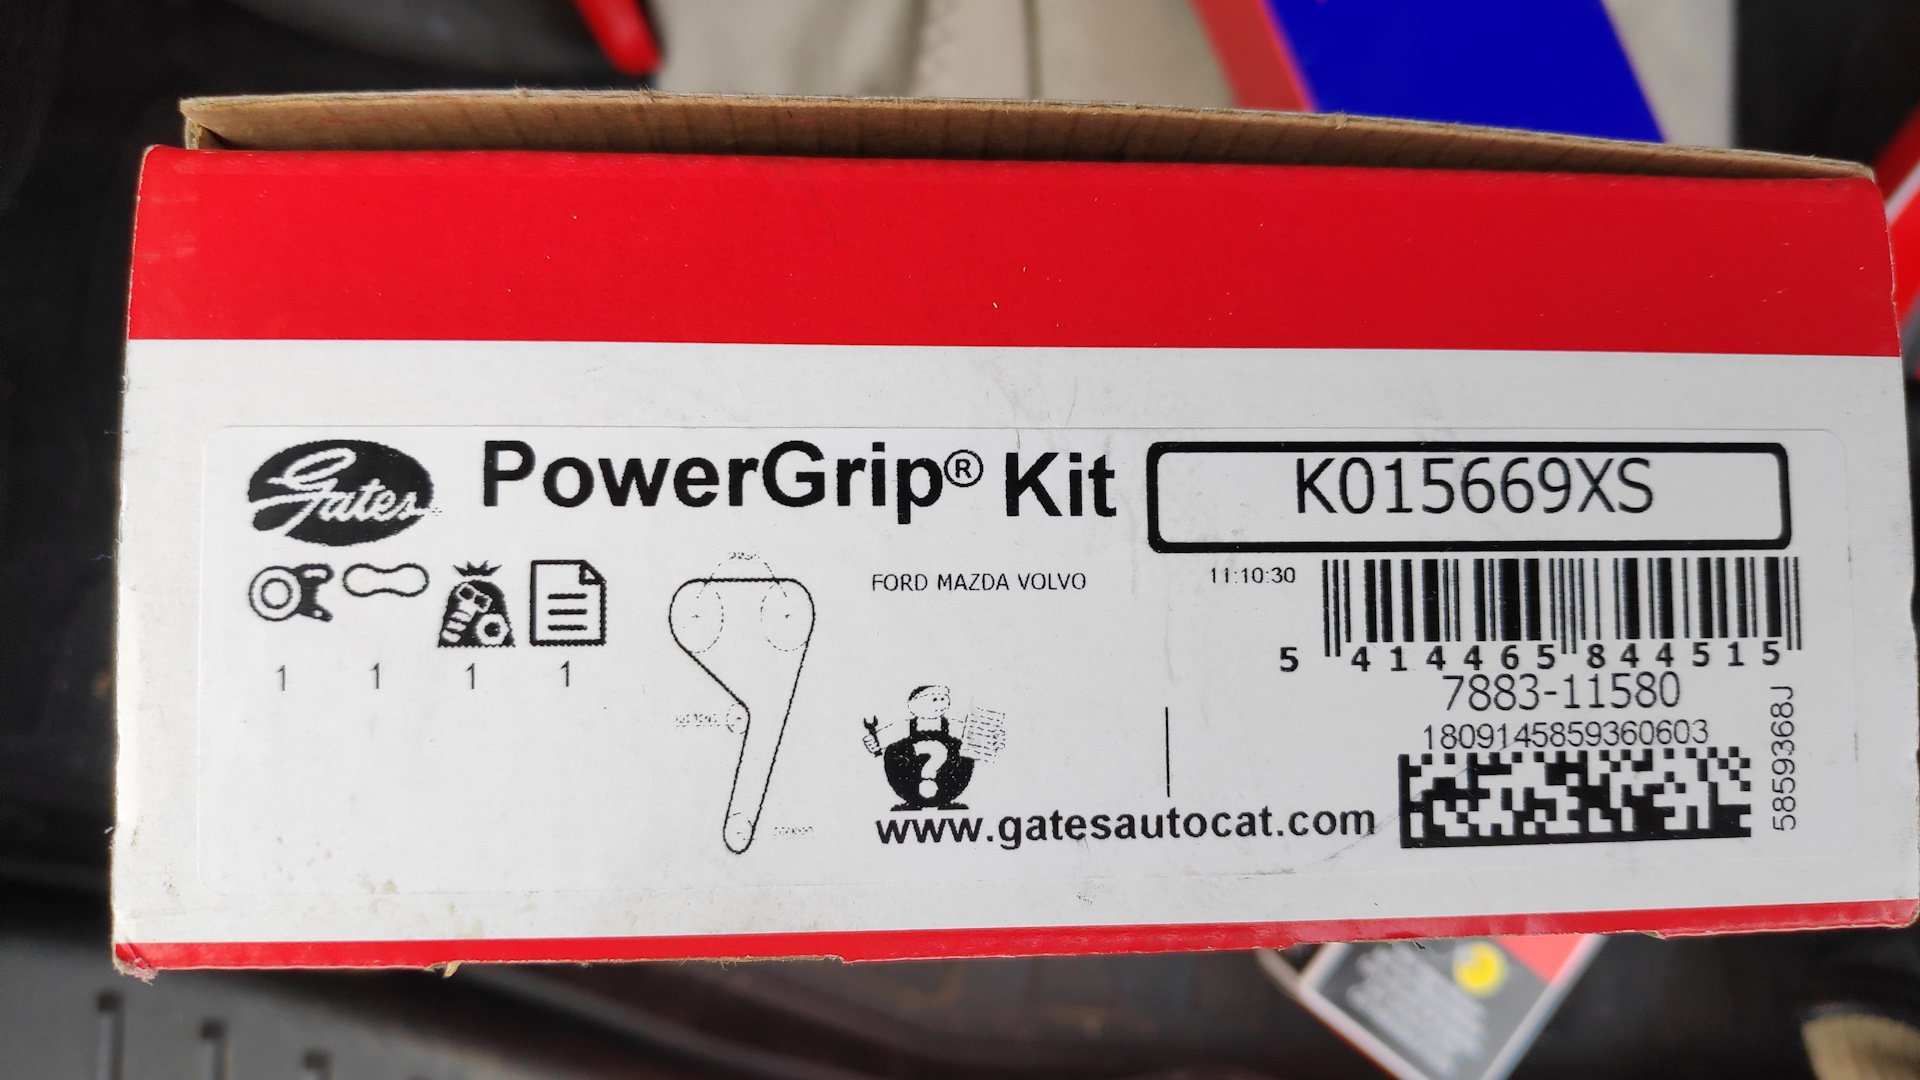 Gates
PowerGrip® Kit
K015669XS
FORD MAZDA VOLVO
11:10:30
1 1 1 1
5 414465 844515
7883-11580
1809145859360603
5859368J
?
www.gatesautocat.com